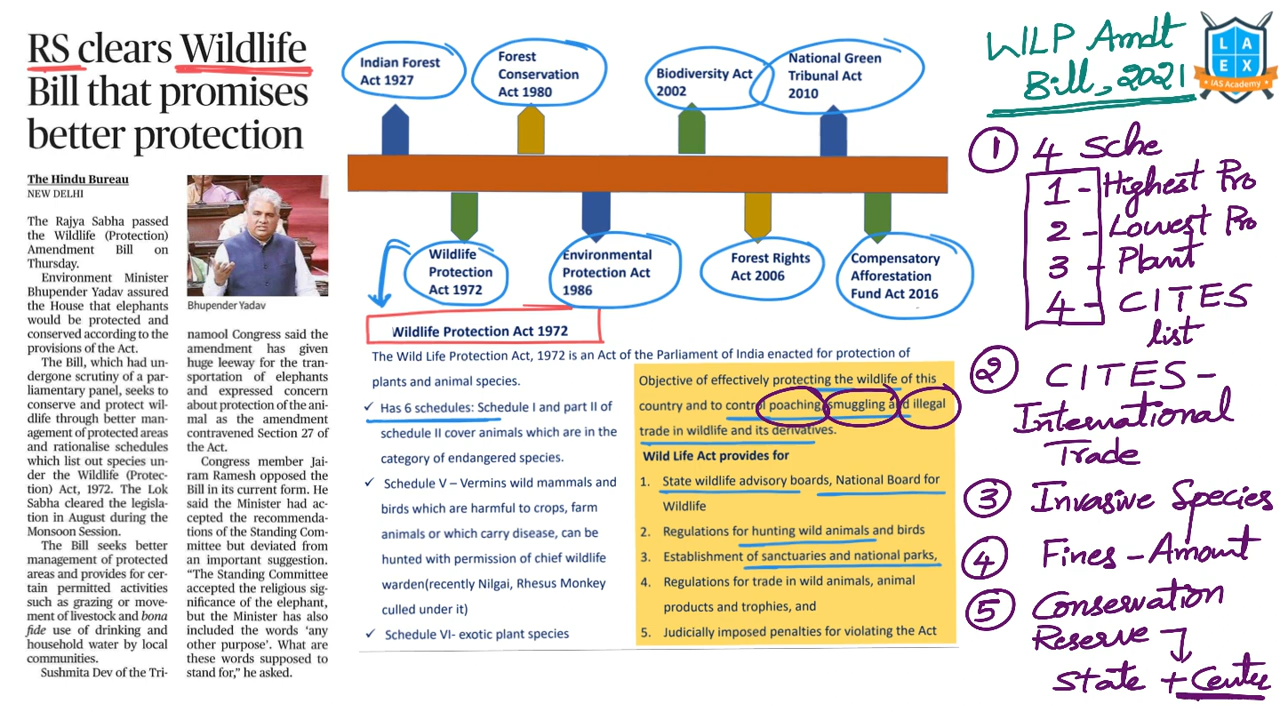 RS clears Wildlife
Bill that promises
better protection
The Hindu Bureau
NEW DELHI
The Rajya Sabha passed
the Wildlife (Protection)
Amendment Bill on
Thursday.
Environment Minister
Bhupender Yadav assured
the House that elephants
would be protected and
conserved according to the
provisions of the Act.
The Bill, which had un-
dergone scrutiny of a par-
liamentary panel, seeks to
conserve and protect wil-
dlife through better man-
agement of protected areas
and rationalise schedules
which list out species un-
der the Wildlife (Protec-
tion) Act, 1972. The Lok
Sabha cleared the legisla-
tion in August during the
Monsoon Session.
The Bill seeks better
management of protected
areas and provides for cer-
tain permitted activities
such as grazing or move-
ment of livestock and bona
fide use of drinking and
household water by local
communities.
Sushmita Dev of the Tri-
Bhupender Yadav
namool Congress said the
amendment has given
huge leeway for the tran-
sportation of elephants
and expressed concern
about protection of the ani-
mal as the amendment
contravened Section 27 of
the Act.
Congress member Jai-
ram Ramesh opposed the
Bill in its current form. He
said the Minister had ac-
cepted the recommenda-
tions of the Standing Com-
mittee but deviated from
an important suggestion.
"The Standing Committee
accepted the religious sig-
nificance of the elephant,
but the Minister has also
included the words 'any
other purpose'. What are
these words supposed to
stand for," he asked.
Indian Forest
Act 1927
Forest
Conservation
Act 1980
Biodiversity Act
2002
National Green
Tribunal Act
2010
Wildlife
Protection
Act 1972
Environmental
Protection Act
1986
Forest Rights
Act 2006
Compensatory
Afforestation
Fund Act 2016
Wildlife Protection Act 1972
The Wild Life Protection Act, 1972 is an Act of the Parliament of India enacted for protection of
plants and animal species.
✓ Has 6 schedules: Schedule I and part II of
schedule II cover animals which are in the
category of endangered species.
✓ Schedule V – Vermins wild mammals and
birds which are harmful to crops, farm
animals or which carry disease, can be
hunted with permission of chief wildlife
warden(recently Nilgai, Rhesus Monkey
culled under it)
✓ Schedule VI- exotic plant species
Objective of effectively protecting the wildlife of this
country and to control poaching, smuggling and illegal
trade in wildlife and its derivatives.
Wild Life Act provides for
1. State wildlife advisory boards, National Board for
Wildlife
2. Regulations for hunting wild animals and birds
3. Establishment of sanctuaries and national parks,
4. Regulations for trade in wild animals, animal
products and trophies, and
5. Judicially imposed penalties for violating the Act
WILP Amdt
Bill, 2021
LA
EX
IAS Academy
1 4 Sche
1 - Highest Pro
2 - Lowest Pro
3 - Plant
4 - CITES
list
2 CITES -
International
Trade
3 Invasive Species
4 Fines - Amount
5 Conservation
Reserve
State + Center